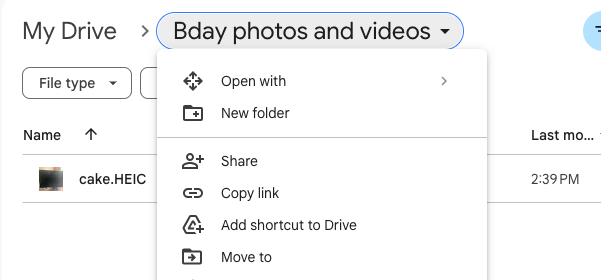 My Drive > Bday photos and videos
Open with
File type
New folder
Name
Last mo...
Share
cake.HEIC
2:39 PM
Copy link
Add shortcut to Drive
Move to